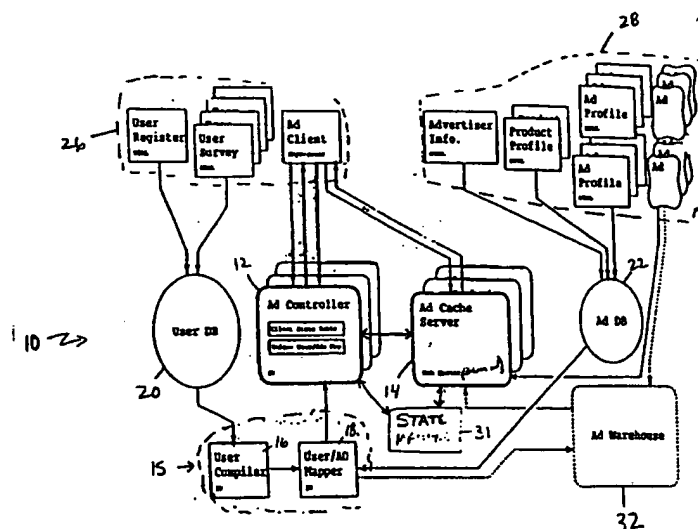 28
Ad
Profile
Ad
Ad
User
Register
User
Survey
Ad
Client
26
Advertiser
Info.
Product
Profile
Ad
Profile
Ad
12
22
Ad Controller
Ad Cache
Server
10
User DB
Ad DB
20
14
STATE
31
15
16
User
Compiler
18
User/AD
Mapper
Ad Warehouse
32